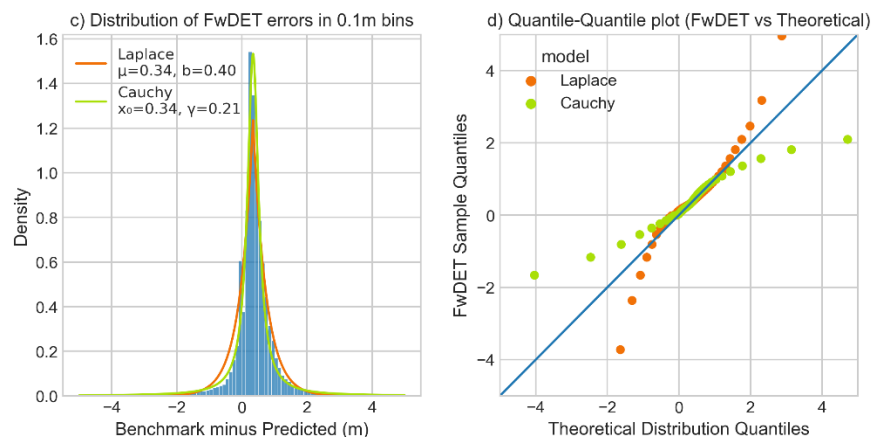 c) Distribution of FwDET errors in 0.1m bins
1.6
1.4
1.2
1.0
0.8
0.6
0.4
0.2
0.0
Density
Laplace
μ=0.34, b=0.40
Cauchy
x₀=0.34, γ=0.21
−4
−2
0
2
4
Benchmark minus Predicted (m)
d) Quantile-Quantile plot (FwDET vs Theoretical)
4
2
0
−2
−4
FwDET Sample Quantiles
model
Laplace
Cauchy
−4
−2
0
2
4
Theoretical Distribution Quantiles